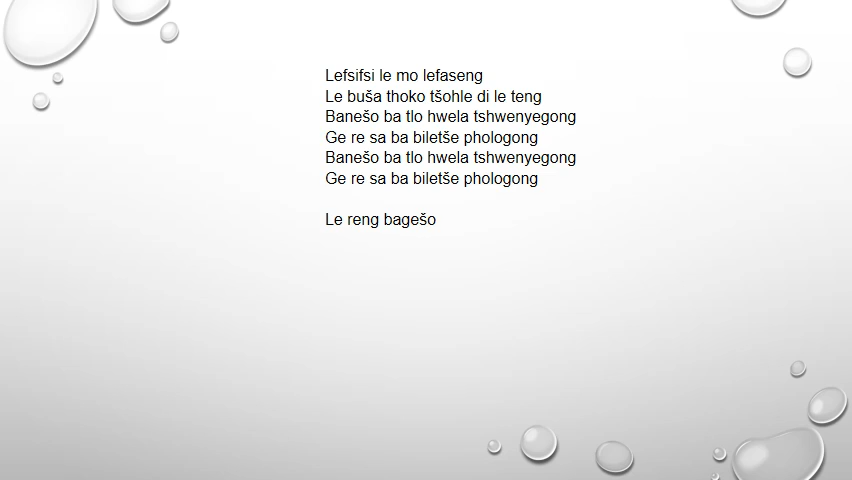 Lefsifsi le mo lefaseng
Le buša thoko tšohle di le teng
Banešo ba tlo hwela tshwenyegong
Ge re sa ba biletše phologong
Banešo ba tlo hwela tshwenyegong
Ge re sa ba biletše phologong
Le reng bagešo